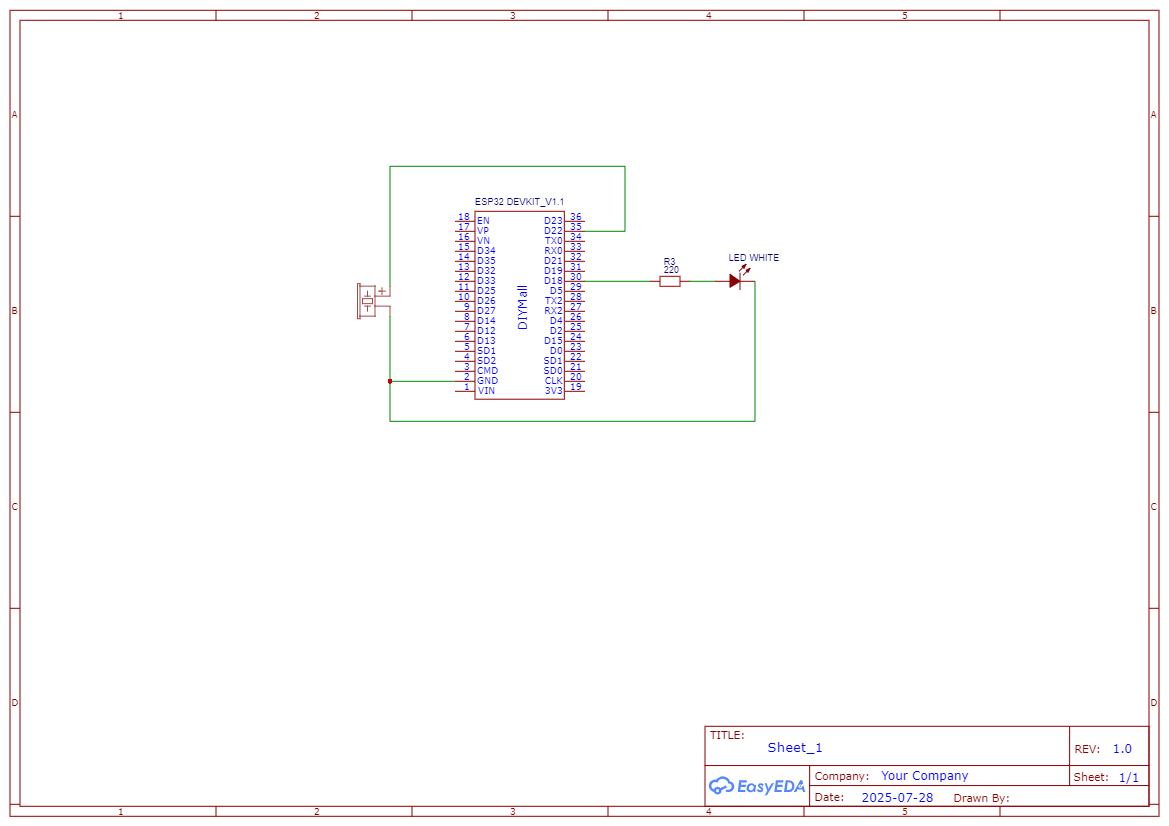 1 2 3 4 5
A A
ESP32 DEVKIT_V1.1
18 EN D23 36
17 VP D22 35
16 VN TX0 34
15 D34 RX0 33
14 D35 D21 32
13 D32 D19 31
12 D33 D18 30
11 D25 D5 29
10 D26 TX2 28
9 D27 RX2 27
8 D14 D4 26
7 D12 D2 25
6 D13 D15 24
5 SD1 D0 23
4 SD2 SD1 22
3 CMD SD0 21
2 GND CLK 20
1 VIN 3V3 19
DIYMall
R3
220
LED WHITE
+
B B
C C
D D
TITLE:
Sheet_1
REV: 1.0
EasyEDA
Company: Your Company
Sheet: 1/1
Date: 2025-07-28 Drawn By:
1 2 3 4 5